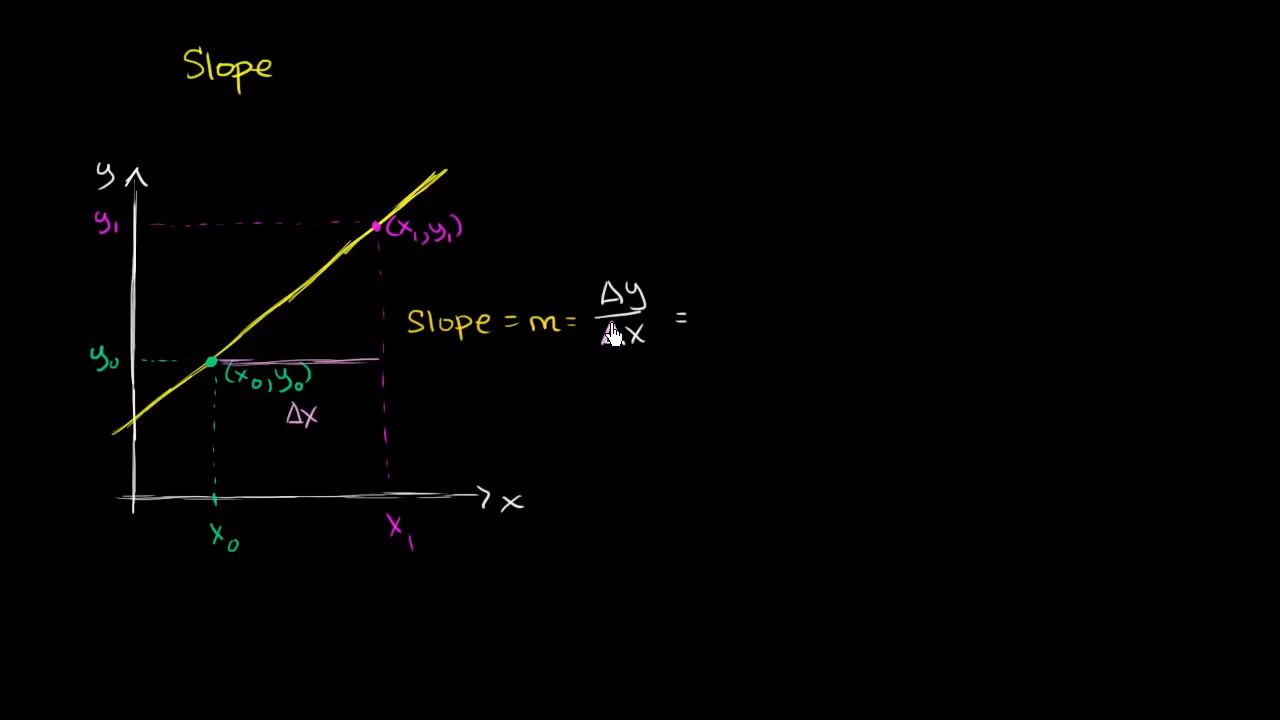 Slope
y
y₁
(x₁, y₁)
Slope = m = Δy/Δx =
y₀
(x₀, y₀)
Δx
x
x₀
x₁